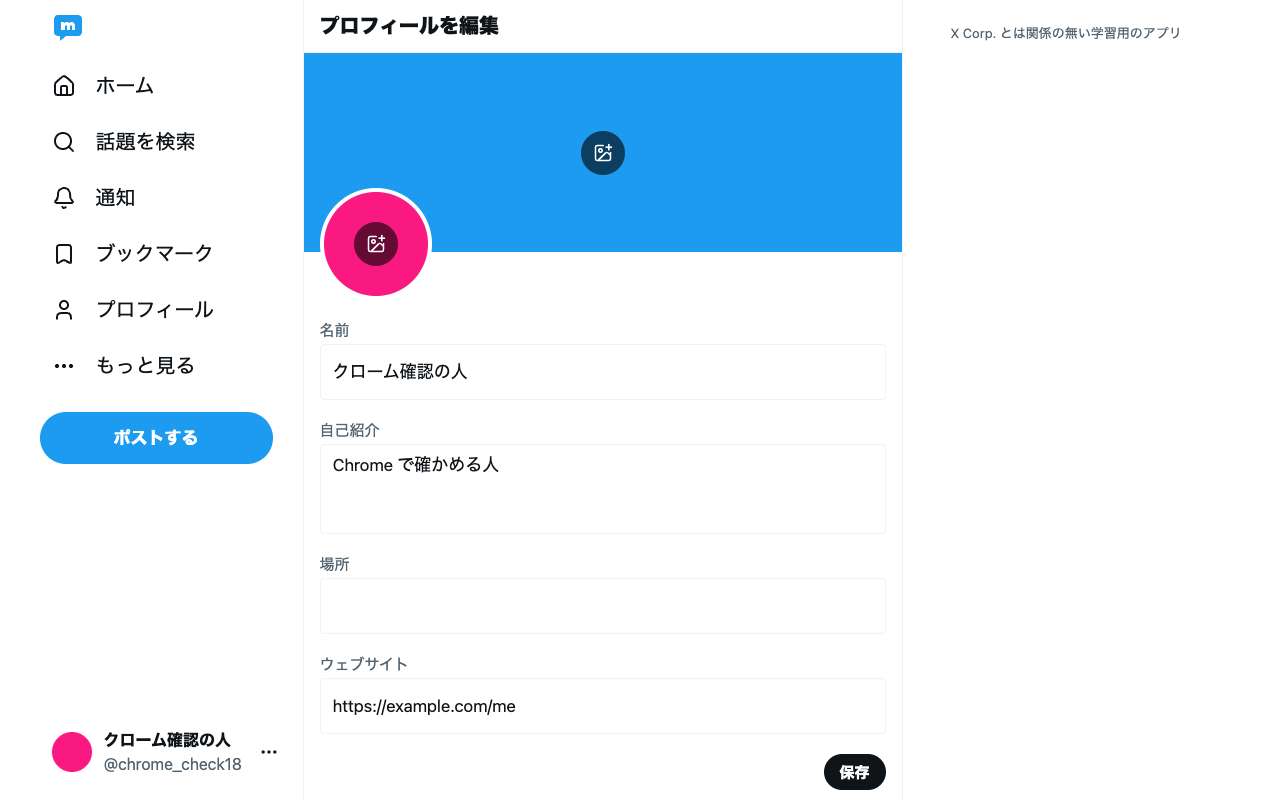 m
ホーム
話題を検索
通知
ブックマーク
プロフィール
もっと見る
ポストする
クローム確認の人
@chrome_check18
プロフィールを編集
名前
クローム確認の人
自己紹介
Chrome で確かめる人
場所
ウェブサイト
https://example.com/me
保存
X Corp. とは関係の無い学習用のアプリ